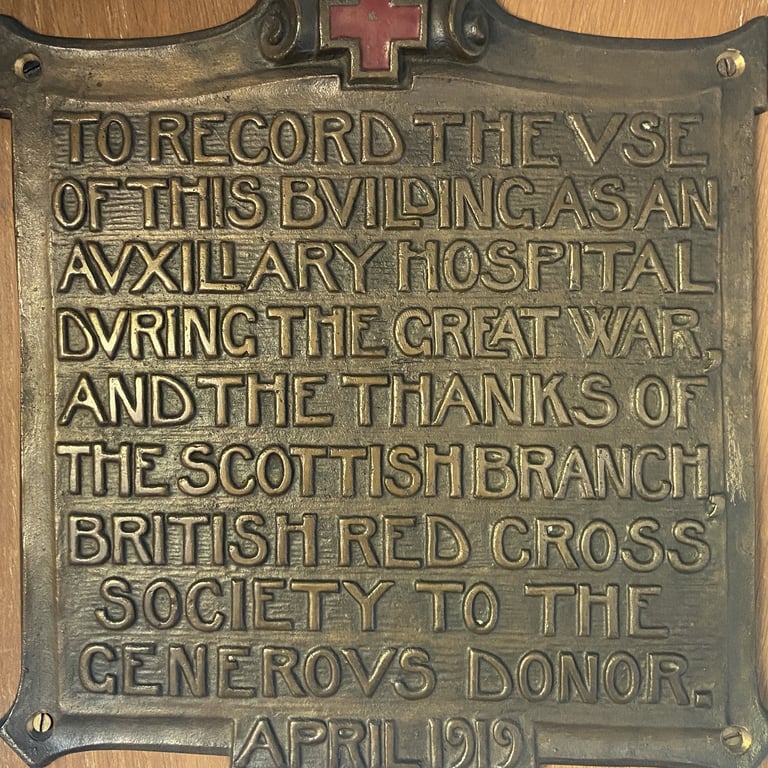 TO RECORD THE VSE
OF THIS BVILDING AS AN
AVXILIARY HOSPITAL
DVRING THE GREAT WAR,
AND THE THANKS OF
THE SCOTTISH BRANCH,
BRITISH RED CROSS
SOCIETY TO THE
GENEROVS DONOR.
APRIL 1919